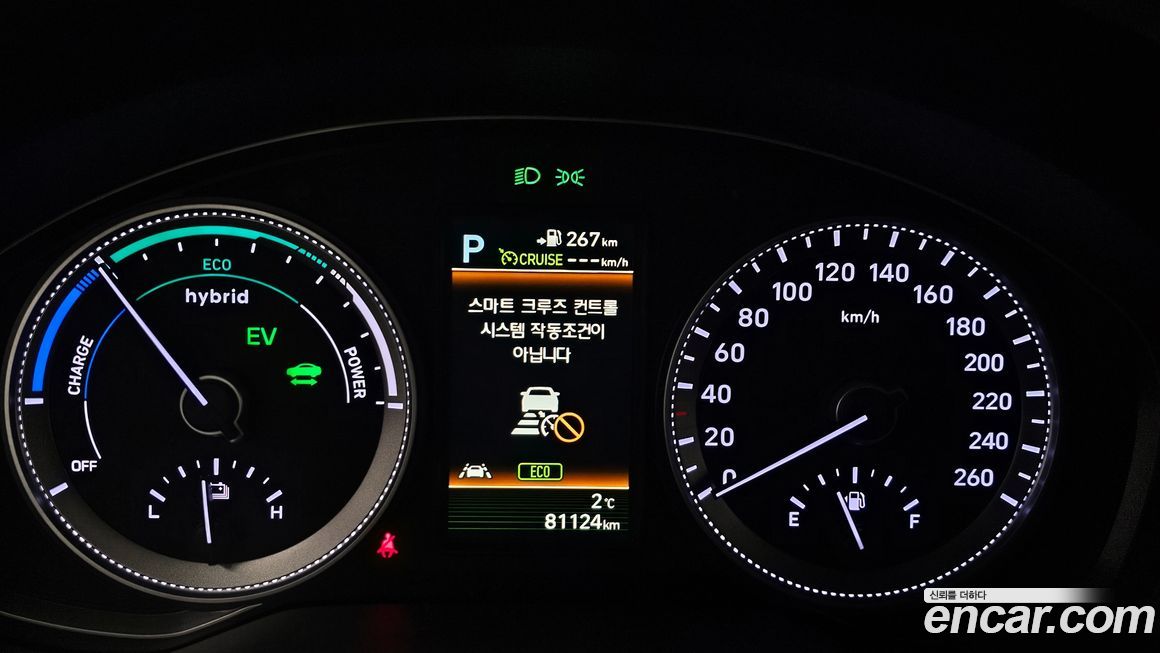 P
267 km
CRUISE ---km/h
스마트 크루즈 컨트롤
시스템 작동조건이
아닙니다
ECO
2℃
81124km
ECO
hybrid
EV
CHARGE
POWER
OFF
L
H
0
20
40
60
80
100
120
140
160
180
200
220
240
260
km/h
E
F
신뢰를 더하다
encar.com